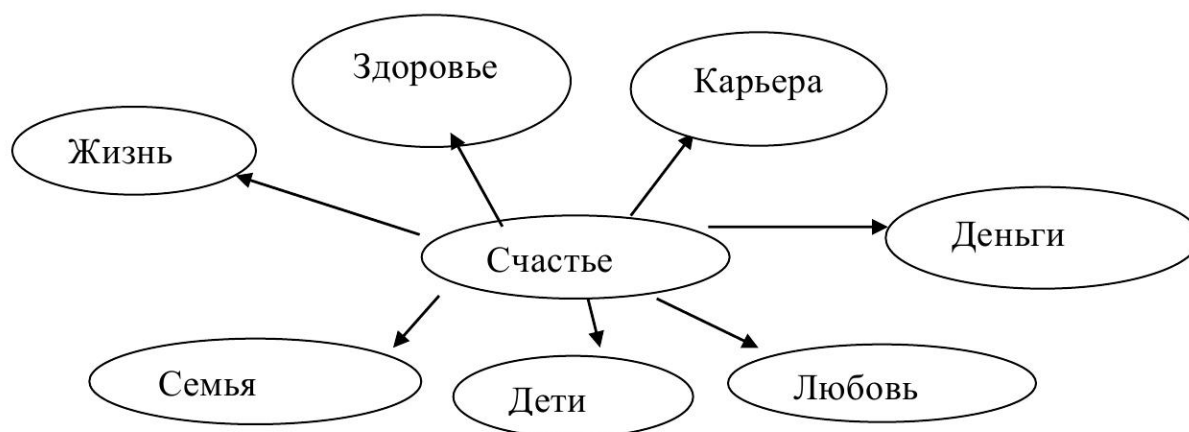 Здоровье
Карьера
Жизнь
Деньги
Счастье
Семья
Дети
Любовь